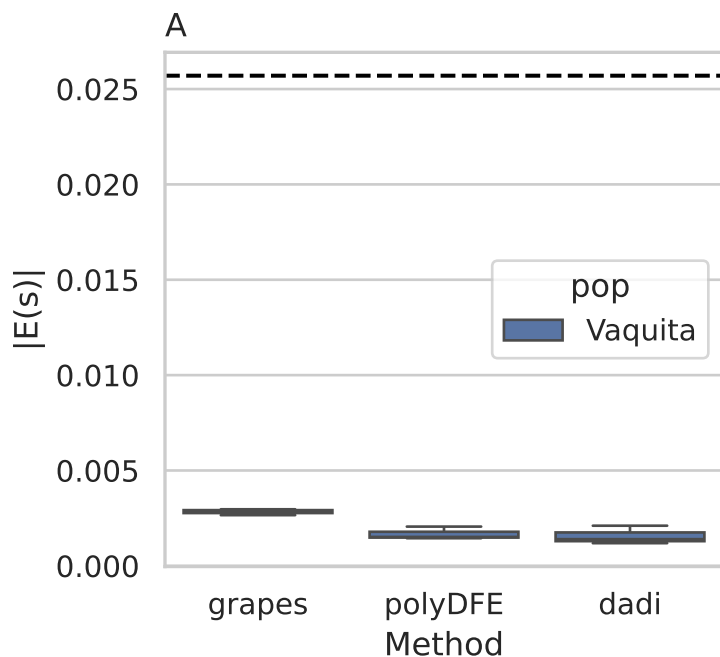 A
0.025
0.020
0.015
0.010
0.005
0.000
|E(s)|
pop
Vaquita
grapes polyDFE dadi
Method